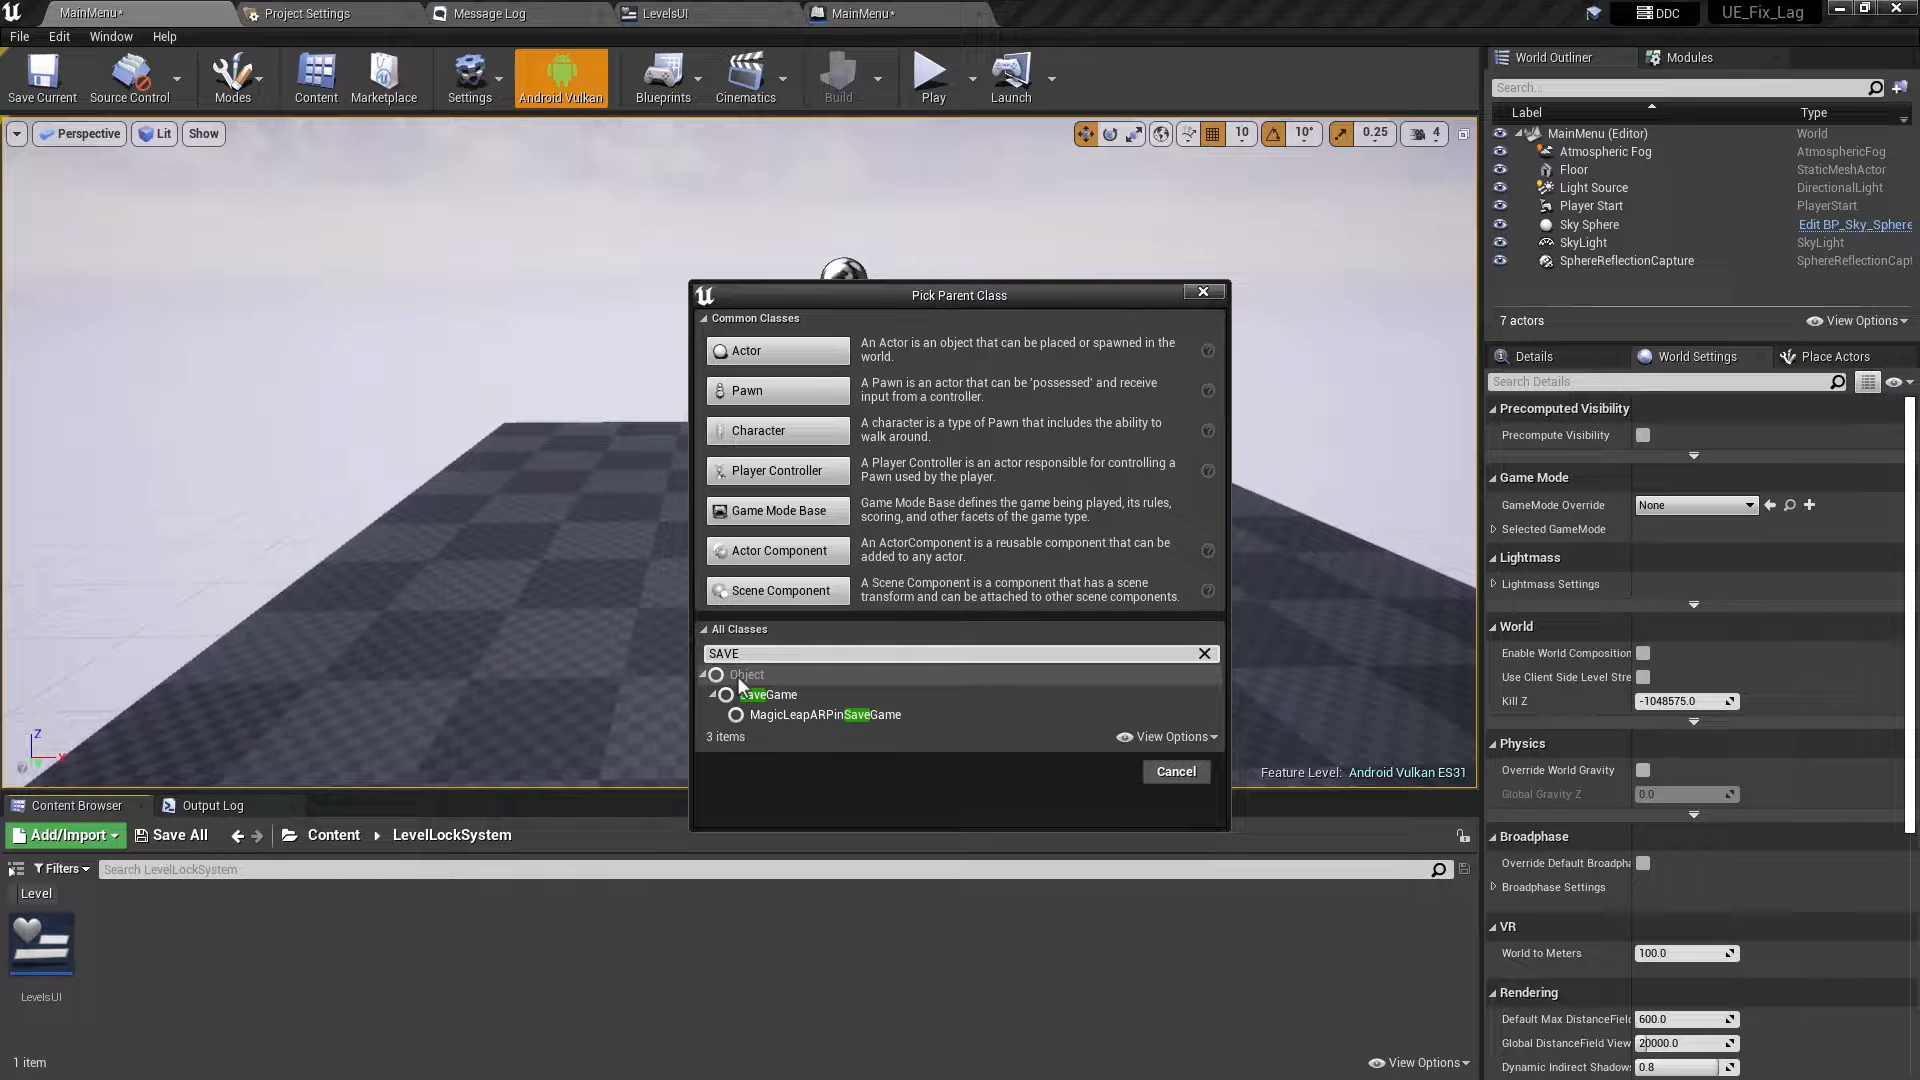 MainMenu*
Project Settings
Message Log
LevelsUI
MainMenu*
DDC
UE_Fix_Lag
File
Edit
Window
Help
Save Current
Source Control
Modes
Content
Marketplace
Settings
Android Vulkan
Blueprints
Cinematics
Build
Play
Launch
Perspective
Lit
Show
10
10°
0.25
4
World Outliner
Modules
Search...
Label
Type
MainMenu (Editor)
World
Atmospheric Fog
AtmosphericFog
Floor
StaticMeshActor
Light Source
DirectionalLight
Player Start
PlayerStart
Sky Sphere
Edit BP_Sky_Sphere
SkyLight
SkyLight
SphereReflectionCapture
SphereReflectionCapt
7 actors
View Options
Pick Parent Class
Common Classes
Actor
An Actor is an object that can be placed or spawned in the
world.
Pawn
A Pawn is an actor that can be 'possessed' and receive
input from a controller.
Character
A character is a type of Pawn that includes the ability to
walk around.
Player Controller
A Player Controller is an actor responsible for controlling a
Pawn used by the player.
Game Mode Base
Game Mode Base defines the game being played, its rules,
scoring, and other facets of the game type.
Actor Component
An ActorComponent is a reusable component that can be
added to any actor.
Scene Component
A Scene Component is a component that has a scene
transform and can be attached to other scene components.
All Classes
SAVE
Object
SaveGame
MagicLeapARPinSaveGame
3 items
View Options
Cancel
Z
X
Feature Level: Android Vulkan ES31
Details
World Settings
Place Actors
Search Details
Precomputed Visibility
Precompute Visibility
Game Mode
GameMode Override
None
Selected GameMode
Lightmass
Lightmass Settings
World
Enable World Composition
Use Client Side Level Stre
Kill Z
-1048575.0
Physics
Override World Gravity
Global Gravity Z
0.0
Broadphase
Override Default Broadpha
Broadphase Settings
VR
World to Meters
100.0
Rendering
Default Max DistanceField
600.0
Global DistanceField View
20000.0
Dynamic Indirect Shadow
0.8
Content Browser
Output Log
Add/Import
Save All
Content
LevelLockSystem
Filters
Search LevelLockSystem
Level
LevelsUI
1 item
View Options